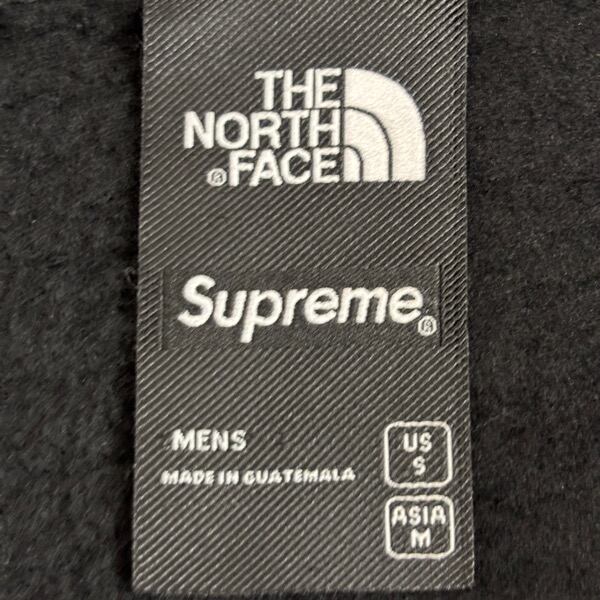 THE
NORTH
®FACE
Supreme®
MENS
MADE IN GUATEMALA
US
S
ASIA
M